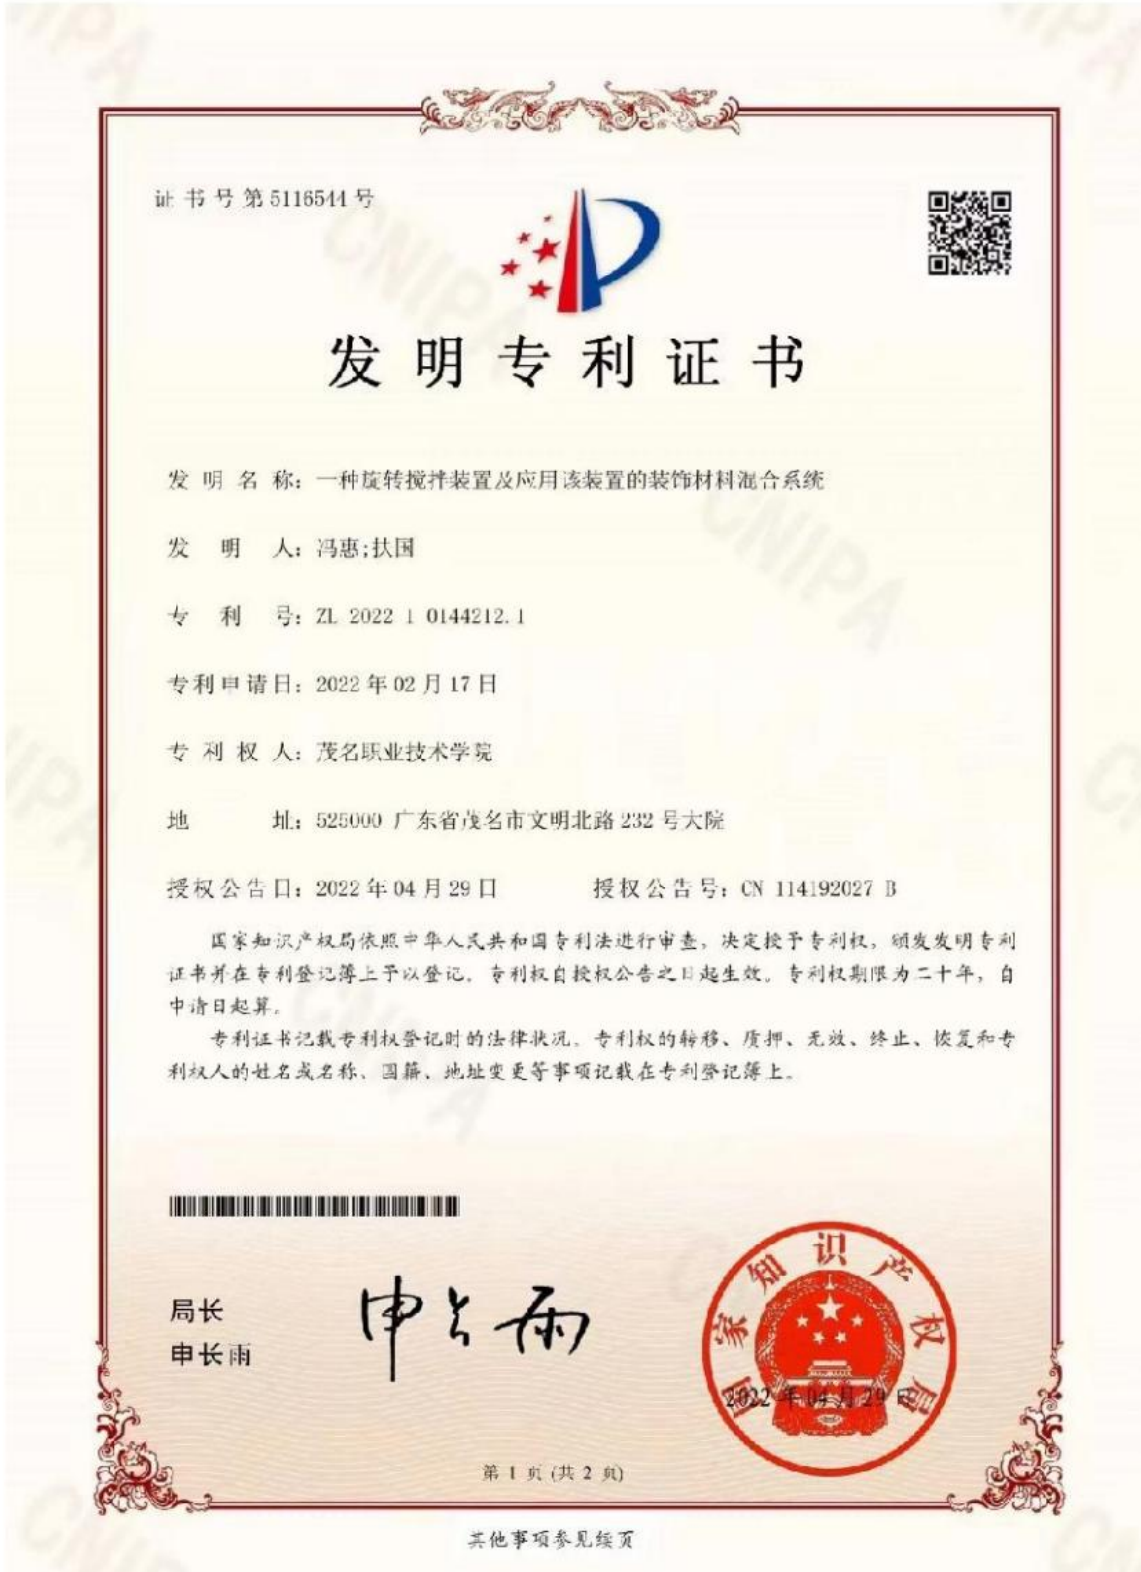 证书号第5116544号
发明专利证书
发明名称：一种旋转搅拌装置及应用该装置的装饰材料混合系统
发明人：冯惠;扶国
专利号：ZL 2022 1 0144212.1
专利申请日：2022年02月17日
专利权人：茂名职业技术学院
地址：525000 广东省茂名市文明北路232号大院
授权公告日：2022年04月29日 授权公告号：CN 114192027 B
国家知识产权局依照中华人民共和国专利法进行审查，决定授予专利权，颁发发明专利
证书并在专利登记簿上予以登记。专利权自授权公告之日起生效。专利权期限为二十年，自
申请日起算。
专利证书记载专利权登记时的法律状况。专利权的转移、质押、无效、终止、恢复和专
利权人的姓名或名称、国籍、地址变更等事项记载在专利登记簿上。
局长
申长雨
申长雨
国家知识产权局
2022年04月29日
第 1 页 (共 2 页)
其他事项参见续页
CNIPA
CNIPA
CNIPA